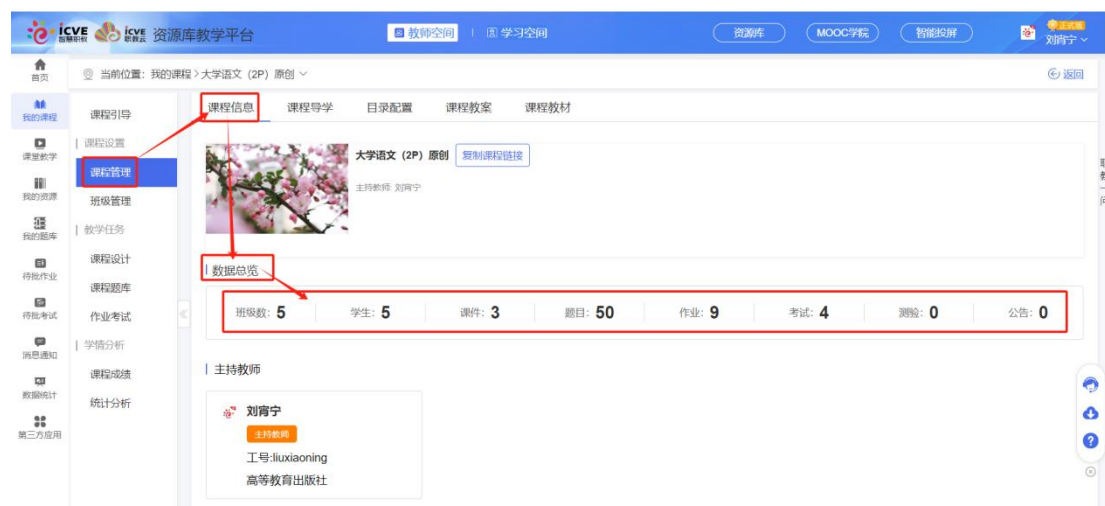 icve 智慧职教 icve 职教云 资源库教学平台 教师空间 学习空间 资源库 MOOC学院 智能投屏 正式版 刘宵宁
首页 当前位置：我的课程 > 大学语文（2P）原创 返回
我的课程
课堂教学
我的资源
我的题库
待批作业
待批考试
消息通知
数据统计
第三方应用
课程引导
课程设置
课程管理
班级管理
教学任务
课程设计
课程题库
作业考试
学情分析
课程成绩
统计分析
课程信息 课程导学 目录配置 课程教案 课程教材
大学语文（2P）原创 复制课程链接
主持教师 刘宵宁
数据总览
班级数: 5 学生: 5 课件: 3 题目: 50 作业: 9 考试: 4 测验: 0 公告: 0
主持教师
刘宵宁
主持教师
工号:liuxiaoning
高等教育出版社